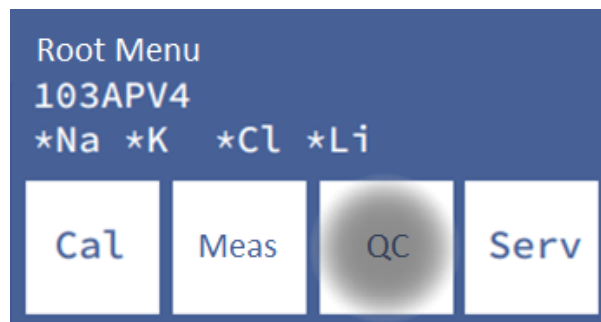 Root Menu
103APV4
*Na *K *Cl *Li
Cal Meas QC Serv